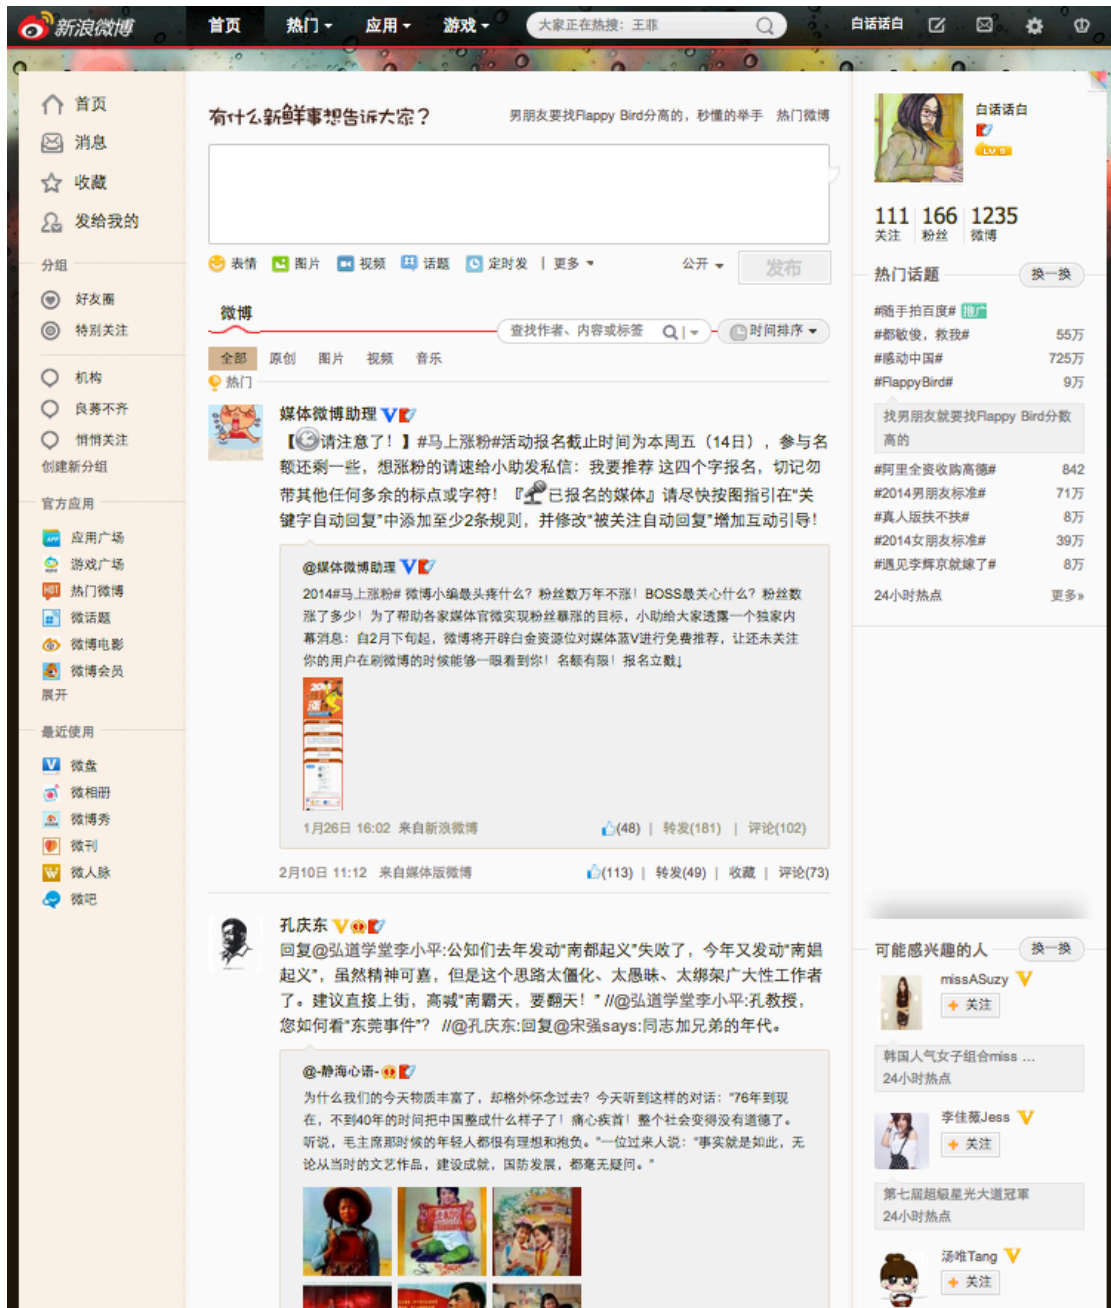 新浪微博
首页 热门 应用 游戏 大家正在热搜：王菲 白话话白
首页
消息
收藏
发给我的
分组
好友圈
特别关注
机构
良莠不齐
悄悄关注
创建新分组
官方应用
应用广场
游戏广场
热门微博
微话题
微博电影
微博会员
展开
最近使用
微盘
微相册
微博秀
微刊
微人脉
微吧
有什么新鲜事想告诉大家？ 男朋友要找Flappy Bird分高的，秒懂的举手 热门微博
表情 图片 视频 话题 定时发 | 更多 公开 发布
微博 查找作者、内容或标签 时间排序
全部 原创 图片 视频 音乐
热门
媒体微博助理
【请注意了！】#马上涨粉#活动报名截止时间为本周五（14日），参与名
额还剩一些，想涨粉的请速给小助发私信：我要推荐 这四个字报名，切记勿
带其他任何多余的标点或字符！『已报名的媒体』请尽快按图指引在“关
键字自动回复”中添加至少2条规则，并修改“被关注自动回复”增加互动引导！
@媒体微博助理
2014#马上涨粉# 微博小编最头疼什么？粉丝数万年不涨！BOSS最关心什么？粉丝数
涨了多少！为了帮助各家媒体官微实现粉丝暴涨的目标，小助给大家透露一个独家内
幕消息：自2月下旬起，微博将开辟白金资源位对媒体蓝V进行免费推荐，让还未关注
你的用户在刷微博的时候能够一眼看到你！名额有限！报名立戳↓
1月26日 16:02 来自新浪微博 (48) | 转发(181) | 评论(102)
2月10日 11:12 来自媒体版微博 (113) | 转发(49) | 收藏 | 评论(73)
孔庆东
回复@弘道学堂李小平:公知们去年发动“南都起义”失败了，今年又发动“南娼
起义”，虽然精神可嘉，但是这个思路太僵化、太愚昧、太绑架广大性工作者
了。建议直接上街，高喊“南霸天，要翻天！” //@弘道学堂李小平:孔教授，
您如何看“东莞事件”？ //@孔庆东:回复@宋强says:同志加兄弟的年代。
@-静海心语-
为什么我们的今天物质丰富了，却格外怀念过去？今天听到这样的对话：“76年到现
在，不到40年的时间把中国整成什么样子了！痛心疾首！整个社会变得没有道德了。
听说，毛主席那时候的年轻人都很有理想和抱负。”一位过来人说：“事实就是如此，无
论从当时的文艺作品，建设成就，国防发展，都毫无疑问。”
白话话白
LV 9
111 166 1235
关注 粉丝 微博
热门话题 换一换
#随手拍百度# 推广
#都敏俊，救我# 55万
#感动中国# 725万
#FlappyBird# 9万
找男朋友就要找Flappy Bird分数
高的
#阿里全资收购高德# 842
#2014男朋友标准# 71万
#真人版扶不扶# 8万
#2014女朋友标准# 39万
#遇见李辉京就嫁了# 8万
24小时热点 更多»
可能感兴趣的人 换一换
missASuzy
+ 关注
韩国人气女子组合miss ...
24小时热点
李佳薇Jess
+ 关注
第七届超级星光大道冠軍
24小时热点
汤唯Tang
+ 关注